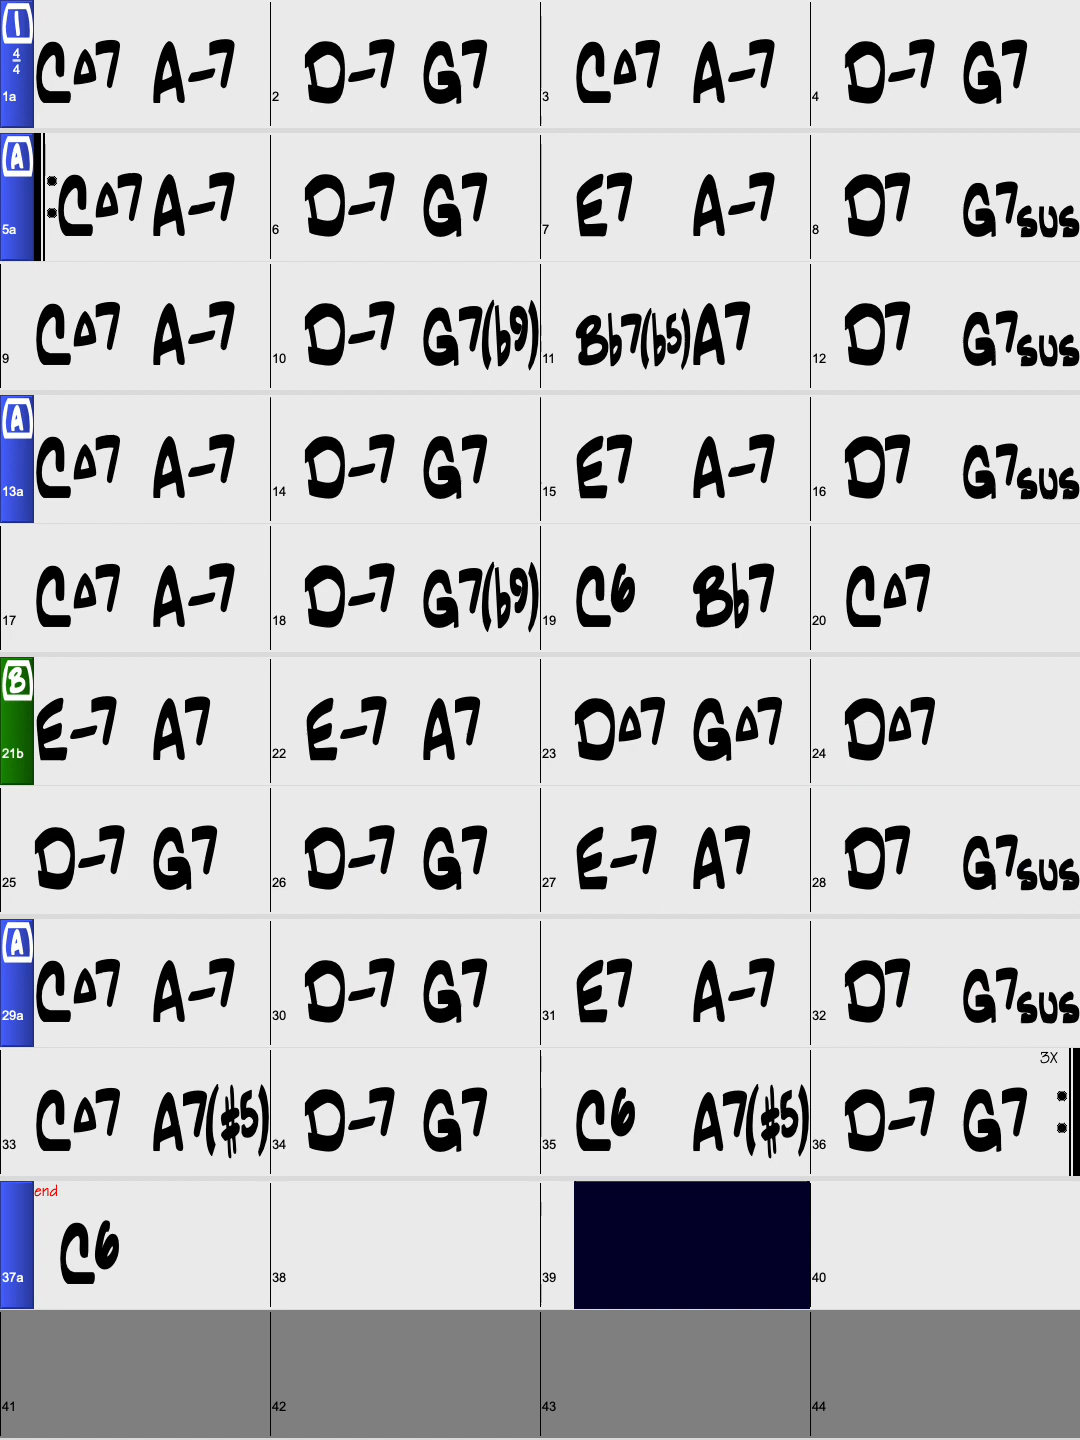 1 4/4 1a CΔ7 A-7 2 D-7 G7 3 CΔ7 A-7 4 D-7 G7
A 5a CΔ7 A-7 6 D-7 G7 7 E7 A-7 8 D7 G7sus
9 CΔ7 A-7 10 D-7 G7(b9) 11 Bb7(b5) A7 12 D7 G7sus
A 13a CΔ7 A-7 14 D-7 G7 15 E7 A-7 16 D7 G7sus
17 CΔ7 A-7 18 D-7 G7(b9) 19 C6 Bb7 20 CΔ7
B 21b E-7 A7 22 E-7 A7 23 DΔ7 GΔ7 24 DΔ7
25 D-7 G7 26 D-7 G7 27 E-7 A7 28 D7 G7sus
A 29a CΔ7 A-7 30 D-7 G7 31 E7 A-7 32 D7 G7sus
33 CΔ7 A7(#5) 34 D-7 G7 35 C6 A7(#5) 36 D-7 G7 3X
end 37a C6 38 39 40
41 42 43 44